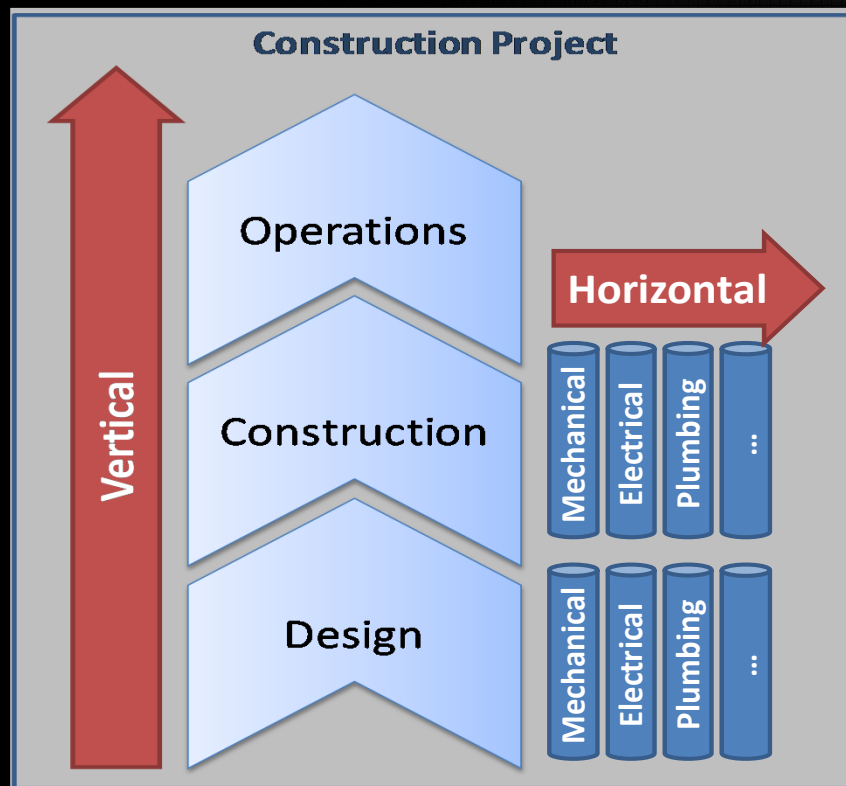 Construction Project
Vertical
Operations
Construction
Design
Horizontal
Mechanical
Electrical
Plumbing
...
Mechanical
Electrical
Plumbing
...